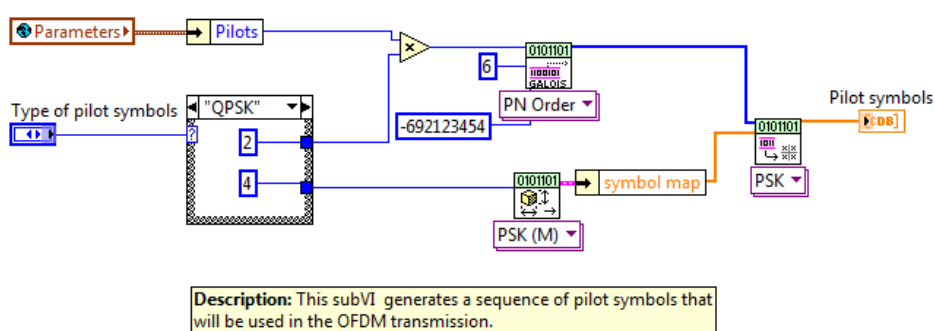 Parameters
Pilots
Type of pilot symbols
"QPSK"
2
4
×
6
0101101
GALOIS
PN Order
-692123454
0101101
PSK (M)
symbol map
0101101
PSK
Pilot symbols
CDB
Description: This subVI generates a sequence of pilot symbols that
will be used in the OFDM transmission.